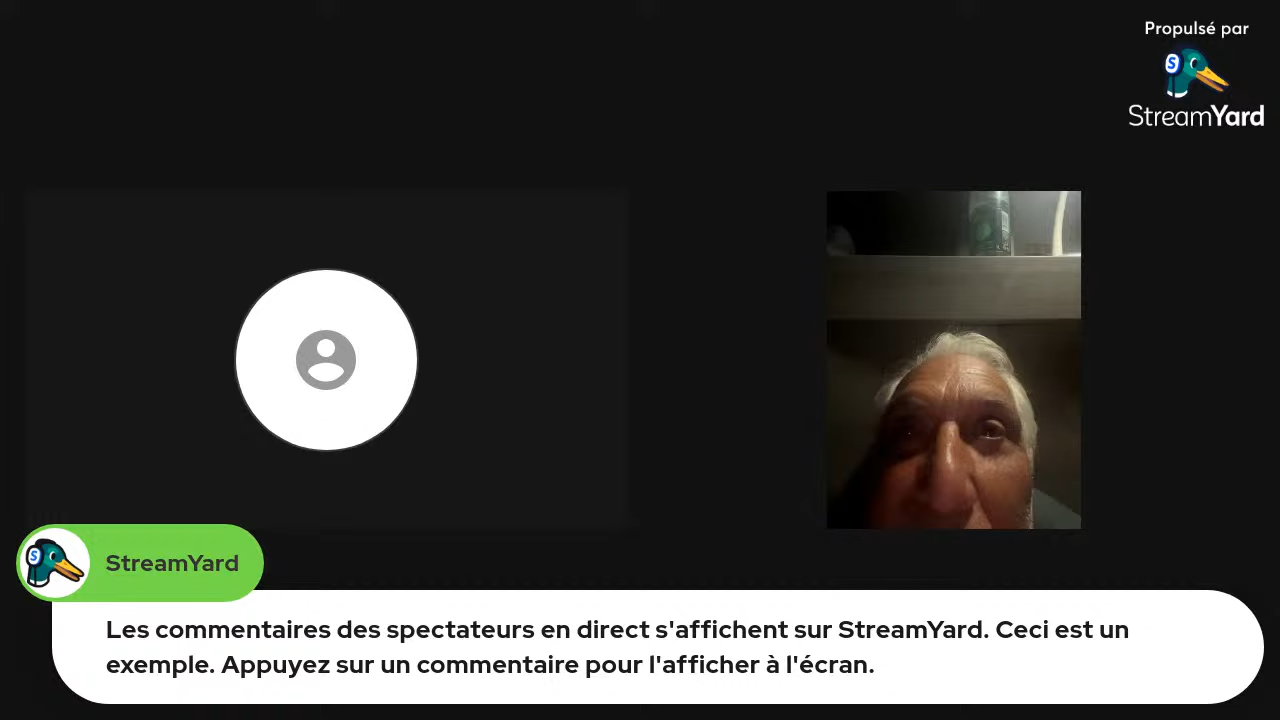 Propulsé par
StreamYard
StreamYard
Les commentaires des spectateurs en direct s'affichent sur StreamYard. Ceci est un
exemple. Appuyez sur un commentaire pour l'afficher à l'écran.